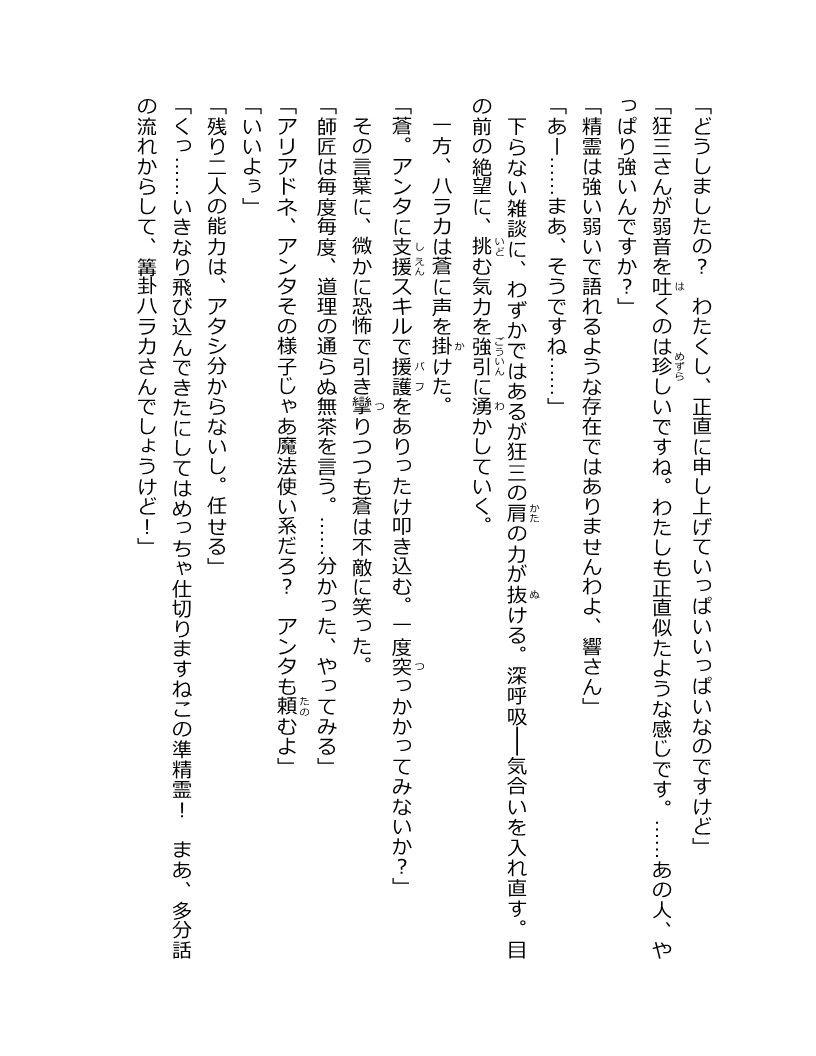 「どうしましたの？　わたくし、正直に申し上げていっぱいいっぱいなのですけど」
「狂三さんが弱音を吐くのは珍しいですね。わたしも正直似たような感じです。……あの人、や
っぱり強いんですか？」
「精霊は強い弱いで語れるような存在ではありませんわよ、響さん」
「あー……まあ、そうですね……」
　下らない雑談に、わずかではあるが狂三の肩の力が抜ける。深呼吸――気合いを入れ直す。目
の前の絶望に、挑む気力を強引に湧かしていく。
　一方、ハラカは蒼に声を掛けた。
「蒼。アンタに支援スキルで援護をありったけ叩き込む。一度突っかかってみないか？」
　その言葉に、微かに恐怖で引き攣りつつも蒼は不敵に笑った。
「師匠は毎度毎度、道理の通らぬ無茶を言う。……分かった、やってみる」
「アリアドネ、アンタその様子じゃあ魔法使い系だろ？　アンタも頼むよ」
「いいよぅ」
「残り二人の能力は、アタシ分からないし。任せる」
「くっ……いきなり飛び込んできたにしてはめっちゃ仕切りますねこの準精霊！　まあ、多分話
の流れからして、篝卦ハラカさんでしょうけど！」